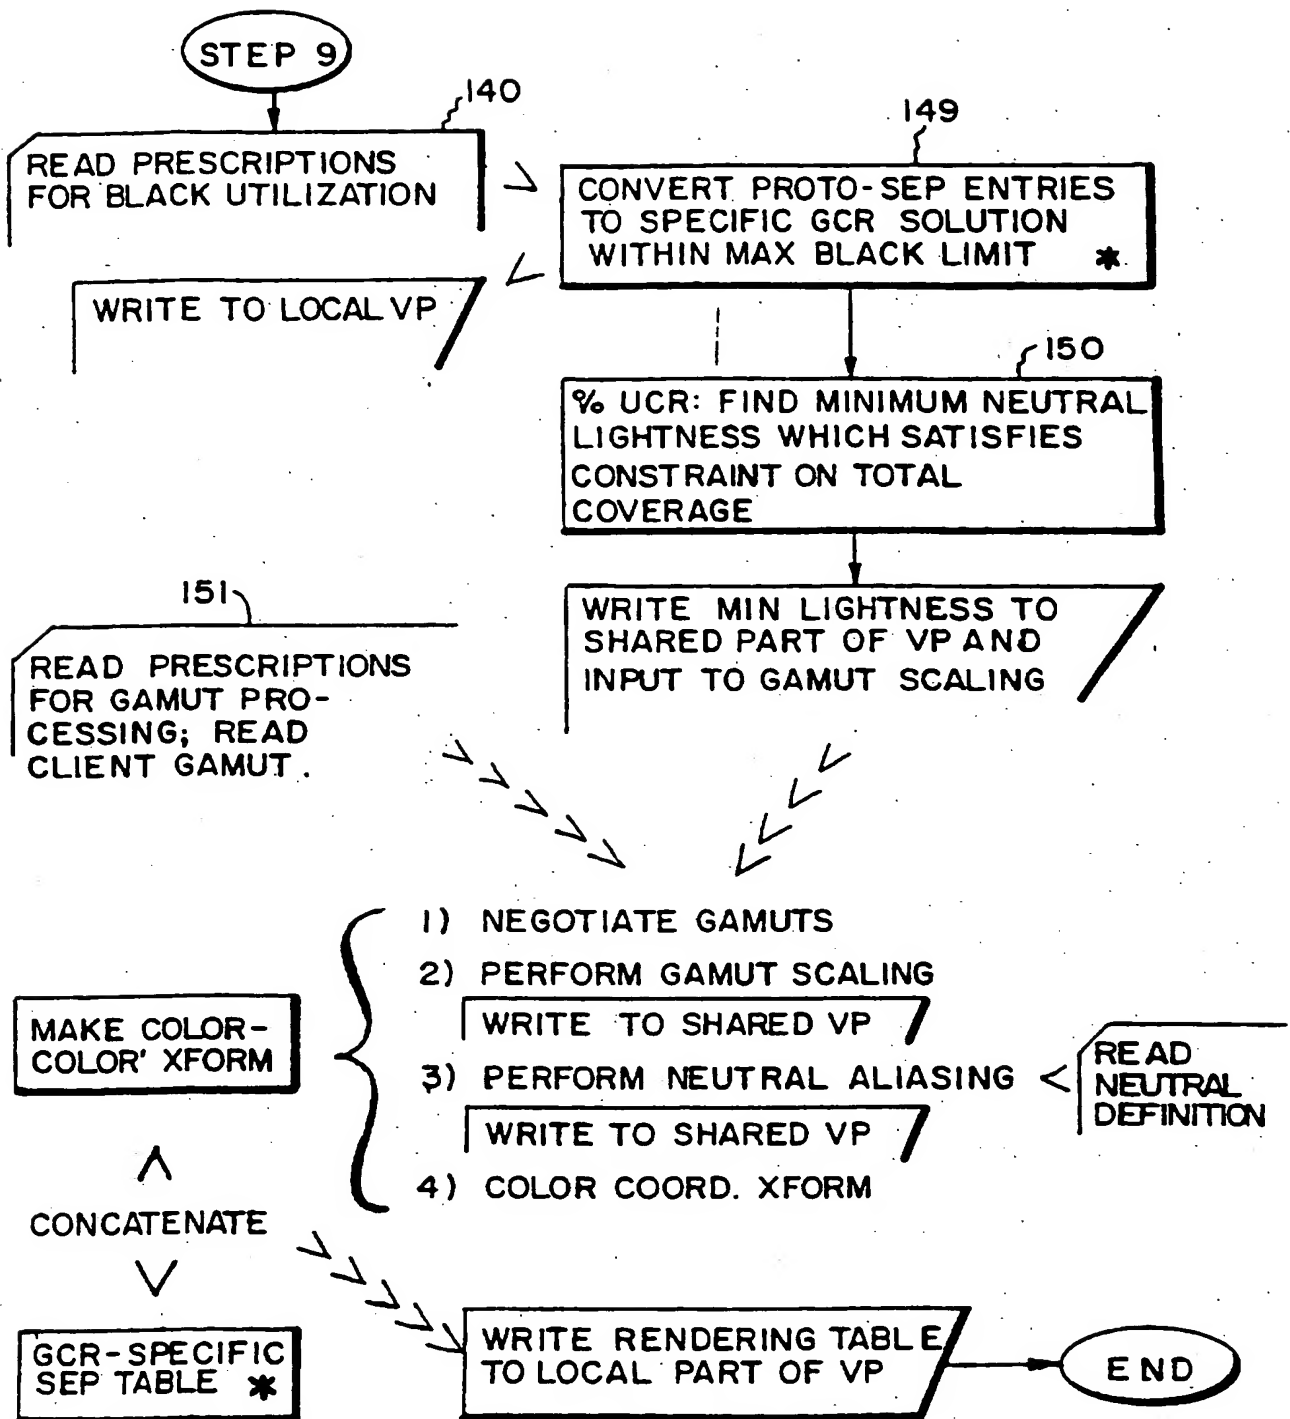 STEP 9
140
READ PRESCRIPTIONS
FOR BLACK UTILIZATION
149
CONVERT PROTO-SEP ENTRIES
TO SPECIFIC GCR SOLUTION
WITHIN MAX BLACK LIMIT *
WRITE TO LOCAL VP
150
% UCR: FIND MINIMUM NEUTRAL
LIGHTNESS WHICH SATISFIES
CONSTRAINT ON TOTAL
COVERAGE
WRITE MIN LIGHTNESS TO
SHARED PART OF VP AND
INPUT TO GAMUT SCALING
151
READ PRESCRIPTIONS
FOR GAMUT PRO-
CESSING; READ
CLIENT GAMUT.
1) NEGOTIATE GAMUTS
2) PERFORM GAMUT SCALING
WRITE TO SHARED VP
3) PERFORM NEUTRAL ALIASING
WRITE TO SHARED VP
4) COLOR COORD. XFORM
READ
NEUTRAL
DEFINITION
MAKE COLOR-
COLOR' XFORM
CONCATENATE
GCR-SPECIFIC
SEP TABLE *
WRITE RENDERING TABLE
TO LOCAL PART OF VP
END